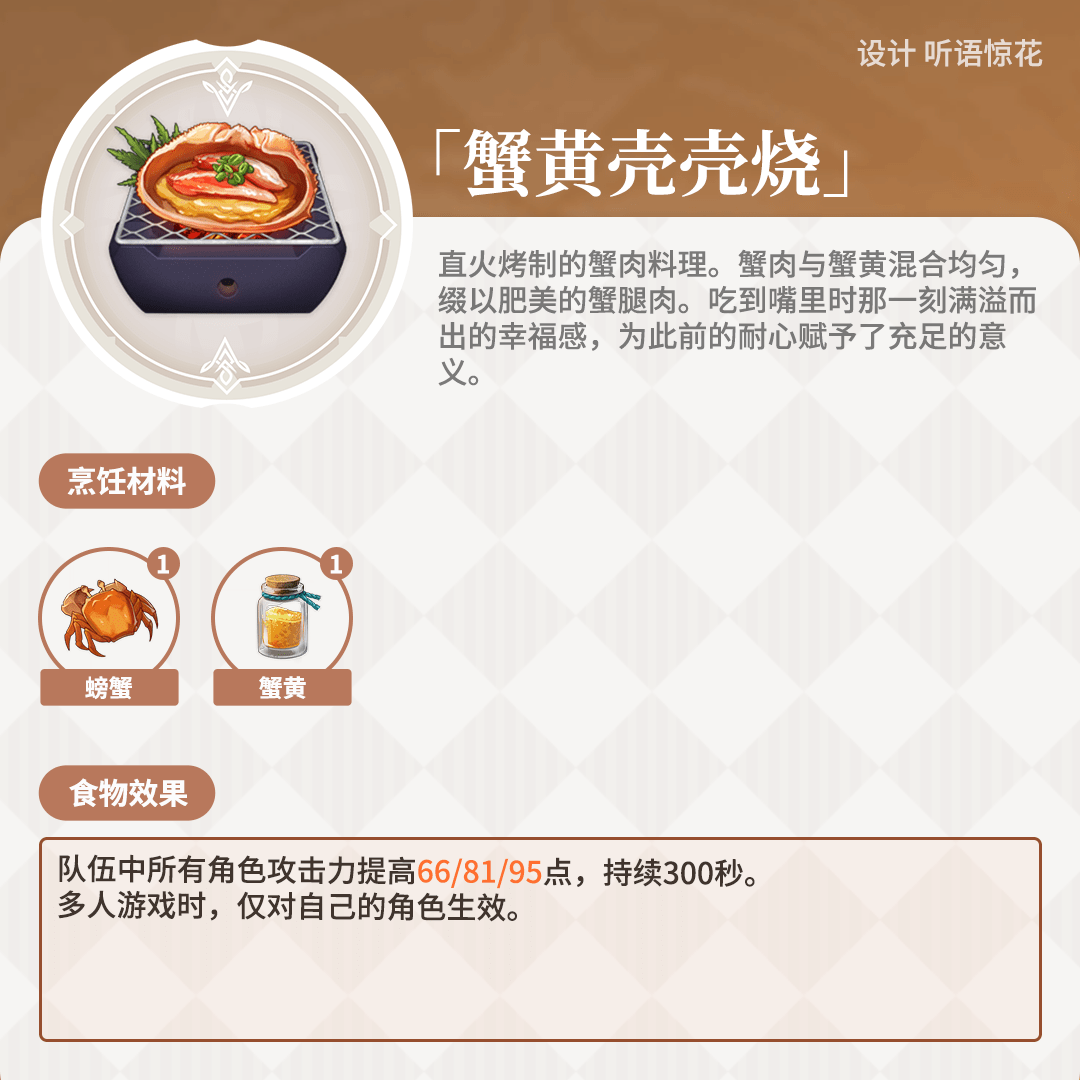 设计 听语惊花
「蟹黄壳壳烧」
直火烤制的蟹肉料理。蟹肉与蟹黄混合均匀，
缀以肥美的蟹腿肉。吃到嘴里时那一刻满溢而
出的幸福感，为此前的耐心赋予了充足的意
义。
烹饪材料
1
1
螃蟹
蟹黄
食物效果
队伍中所有角色攻击力提高66/81/95点，持续300秒。
多人游戏时，仅对自己的角色生效。